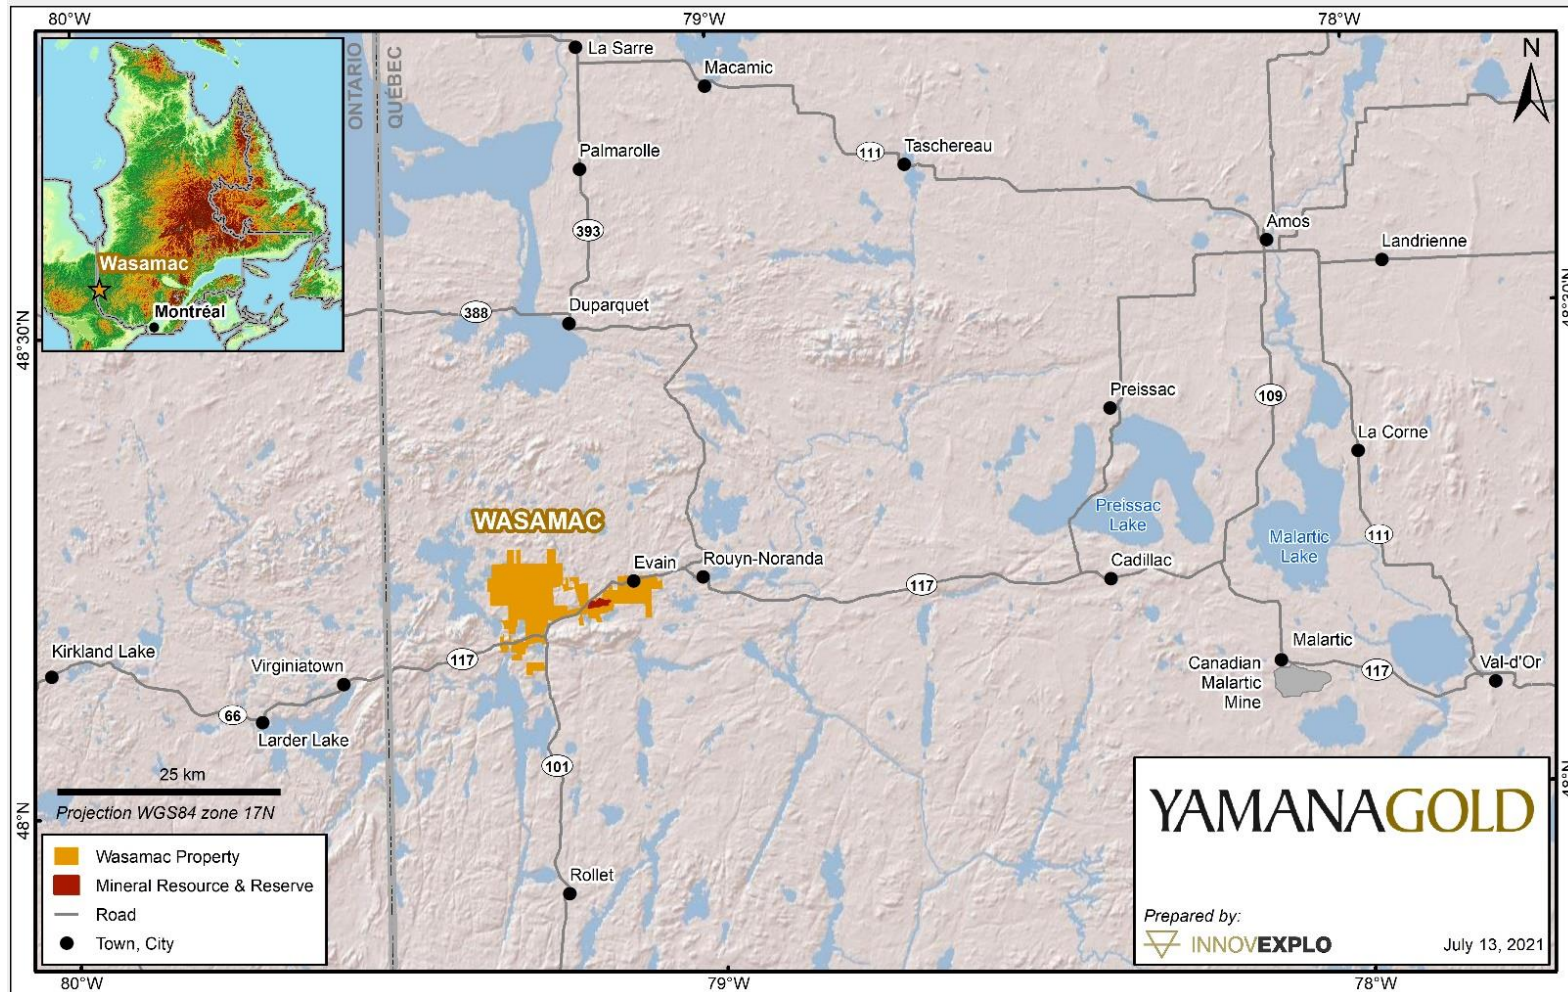 80°W
79°W
78°W
ONTARIO
QUÉBEC
N
La Sarre
Macamic
Palmarolle
111
Taschereau
393
Amos
Landrienne
Wasamac
Montréal
388
Duparquet
48°30'N
48°30'N
Preissac
109
La Corne
WASAMAC
Preissac
Lake
Malartic
Lake
111
Evain
Rouyn-Noranda
117
Cadillac
Kirkland Lake
Virginiatown
117
Malartic
Canadian
Malartic
Mine
117
Val-d'Or
66
Larder Lake
101
25 km
Projection WGS84 zone 17N
48°N
48°N
Wasamac Property
Mineral Resource & Reserve
Road
Town, City
Rollet
YAMANAGOLD
Prepared by:
INNOVEXPLO
July 13, 2021
80°W
79°W
78°W